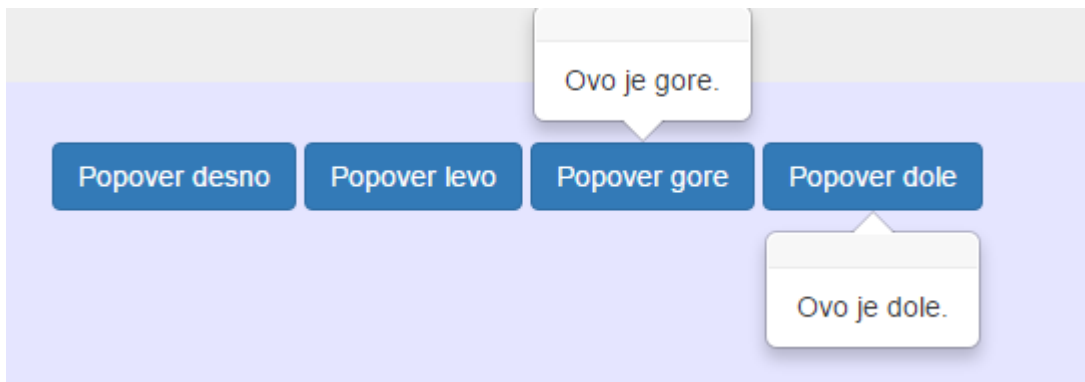 Ovo je gore.
Popover desno
Popover levo
Popover gore
Popover dole
Ovo je dole.